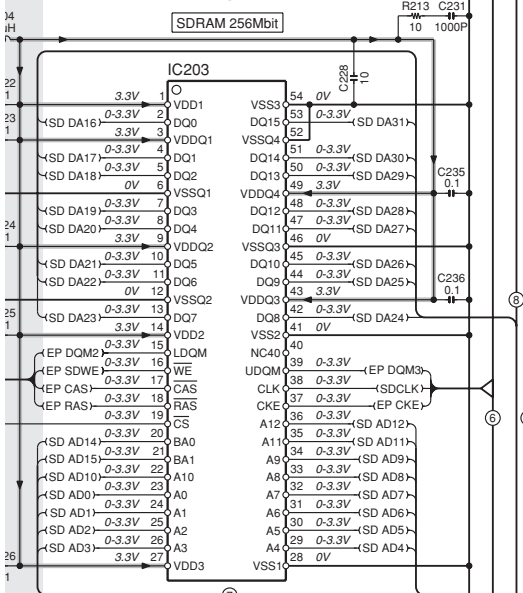 R213 C231
SDRAM 256Mbit
10 1000P
IC203
C228
10
3.3V 1 VDD1 VSS3 54 0V
(SD DA16) 0-3.3V 2 DQ0 DQ15 53 0-3.3V (SD DA31)
3.3V 3 VDDQ1 VSSQ4 52
(SD DA17) 0-3.3V 4 DQ1 DQ14 51 0-3.3V (SD DA30)
(SD DA18) 0-3.3V 5 DQ2 DQ13 50 0-3.3V (SD DA29)
0V 6 VSSQ1 VDDQ4 49 3.3V
C235
0.1
(SD DA19) 0-3.3V 7 DQ3 DQ12 48 0-3.3V (SD DA28)
(SD DA20) 0-3.3V 8 DQ4 DQ11 47 0-3.3V (SD DA27)
3.3V 9 VDDQ2 VSSQ3 46 0V
(SD DA21) 0-3.3V 10 DQ5 DQ10 45 0-3.3V (SD DA26)
(SD DA22) 0-3.3V 11 DQ6 DQ9 44 0-3.3V (SD DA25)
0V 12 VSSQ2 VDDQ3 43 3.3V
C236
0.1
8
(SD DA23) 0-3.3V 13 DQ7 DQ8 42 0-3.3V (SD DA24)
3.3V 14 VDD2 VSS2 41 0V
(EP DQM2) 0-3.3V 15 LDQM NC40 40
(EP SDWE) 0-3.3V 16 WE UDQM 39 0-3.3V (EP DQM3)
(EP CAS) 0-3.3V 17 CAS CLK 38 0-3.3V (SDCLK)
(EP RAS) 0-3.3V 18 RAS CKE 37 0-3.3V (EP CKE)
6
0-3.3V 19 CS A12 36 0-3.3V (SD AD12)
(SD AD14) 0-3.3V 20 BA0 A11 35 0-3.3V (SD AD11)
(SD AD15) 0-3.3V 21 BA1 A9 34 0-3.3V (SD AD9)
(SD AD10) 0-3.3V 22 A10 A8 33 0-3.3V (SD AD8)
(SD AD0) 0-3.3V 23 A0 A7 32 0-3.3V (SD AD7)
(SD AD1) 0-3.3V 24 A1 A6 31 0-3.3V (SD AD6)
(SD AD2) 0-3.3V 25 A2 A5 30 0-3.3V (SD AD5)
(SD AD3) 0-3.3V 26 A3 A4 29 0-3.3V (SD AD4)
3.3V 27 VDD3 VSS1 28 0V